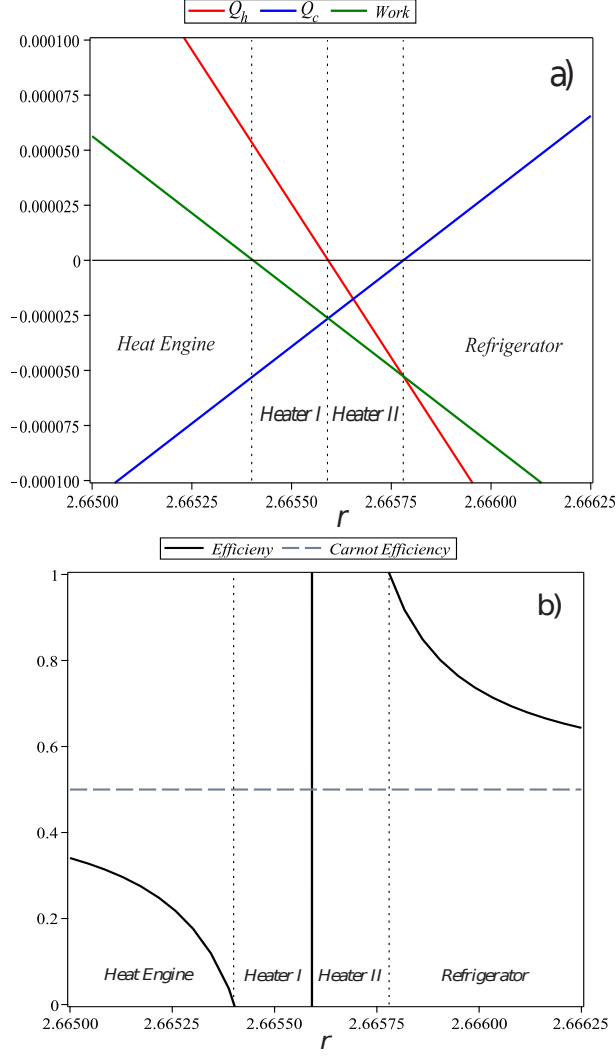 Q_h Q_c Work
a)
0.000100
0.000075
0.000050
0.000025
0
-0.000025
-0.000050
-0.000075
-0.000100
Heat Engine
Refrigerator
Heater I Heater II
2.66500 2.66525 2.66550 2.66575 2.66600 2.66625
r
Efficieny Carnot Efficiency
b)
1
0.8
0.6
0.4
0.2
0
Heat Engine Heater I Heater II Refrigerator
2.66500 2.66525 2.66550 2.66575 2.66600 2.66625
r